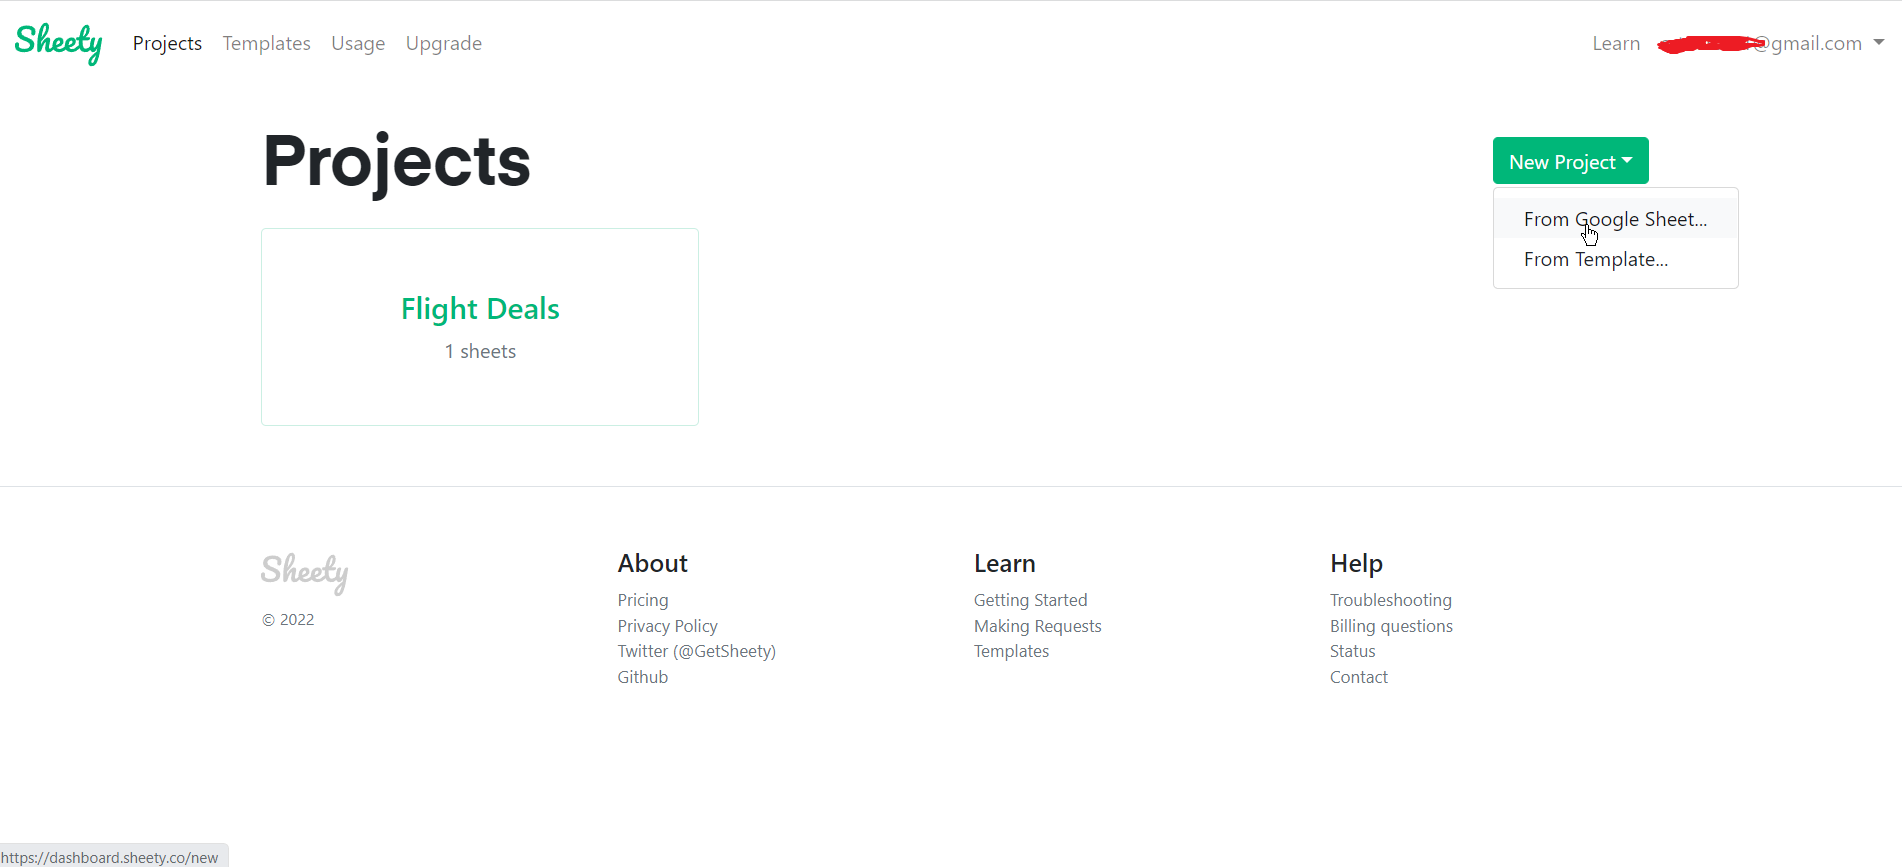 Sheety Projects Templates Usage Upgrade Learn @gmail.com
Projects
New Project
From Google Sheet...
From Template...
Flight Deals
1 sheets
Sheety
© 2022
About
Pricing
Privacy Policy
Twitter (@GetSheety)
Github
Learn
Getting Started
Making Requests
Templates
Help
Troubleshooting
Billing questions
Status
Contact
https://dashboard.sheety.co/new